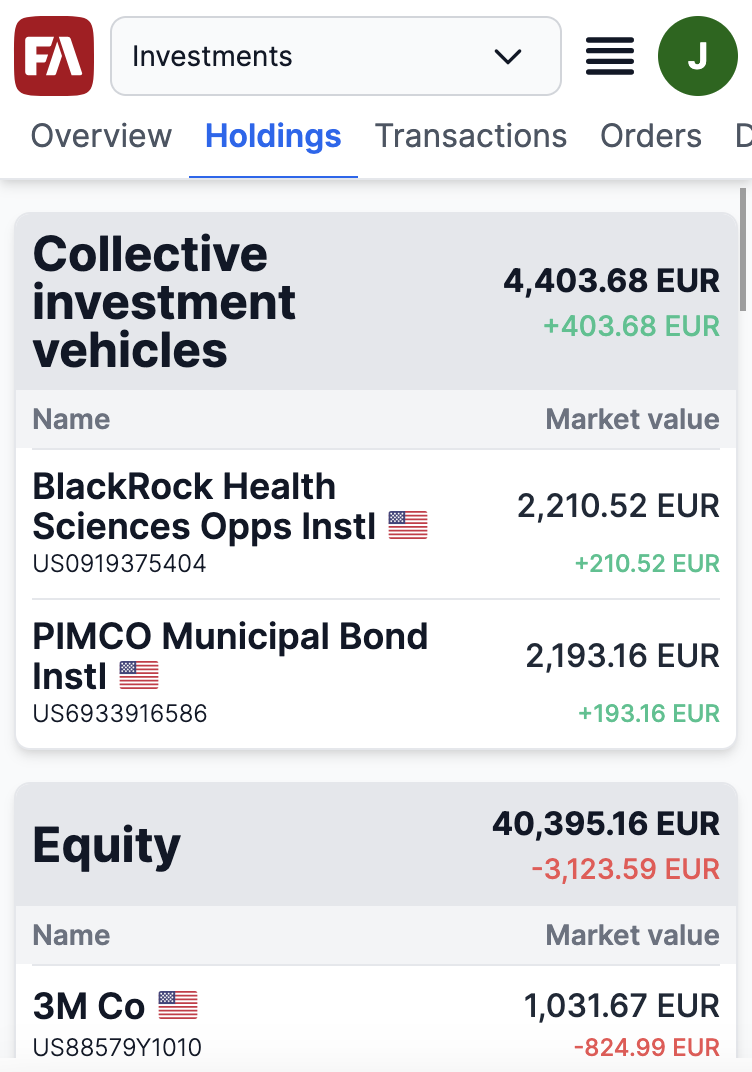 FA
Investments
J
Overview Holdings Transactions Orders D
Collective
investment
vehicles
4,403.68 EUR
+403.68 EUR
Name Market value
BlackRock Health
Sciences Opps Instl
2,210.52 EUR
US0919375404
+210.52 EUR
PIMCO Municipal Bond
Instl
2,193.16 EUR
US6933916586
+193.16 EUR
Equity
40,395.16 EUR
-3,123.59 EUR
Name Market value
3M Co 1,031.67 EUR
US88579Y1010 -824.99 EUR